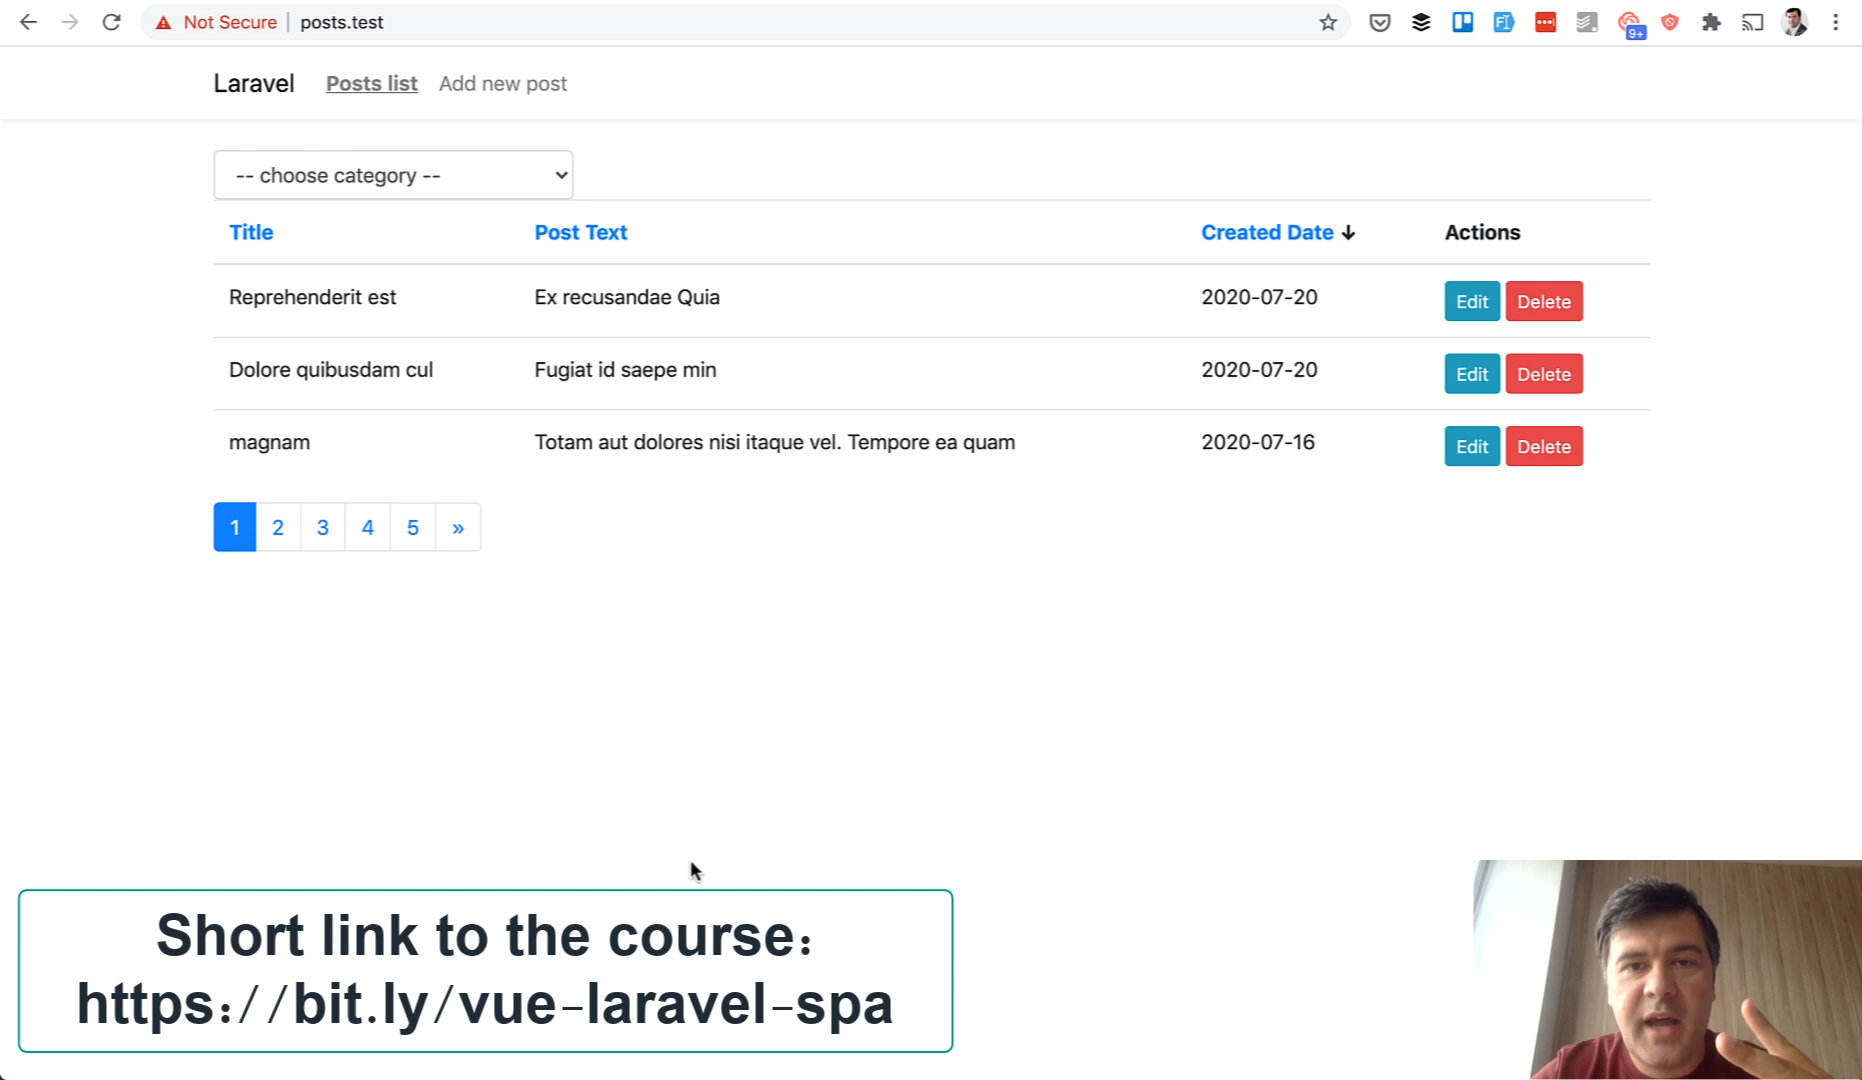 Not Secure | posts.test
9+
Laravel Posts list Add new post
-- choose category --
Title Post Text Created Date ↓ Actions
Reprehenderit est Ex recusandae Quia 2020-07-20 Edit Delete
Dolore quibusdam cul Fugiat id saepe min 2020-07-20 Edit Delete
magnam Totam aut dolores nisi itaque vel. Tempore ea quam 2020-07-16 Edit Delete
1 2 3 4 5 »
Short link to the course:
https://bit.ly/vue-laravel-spa